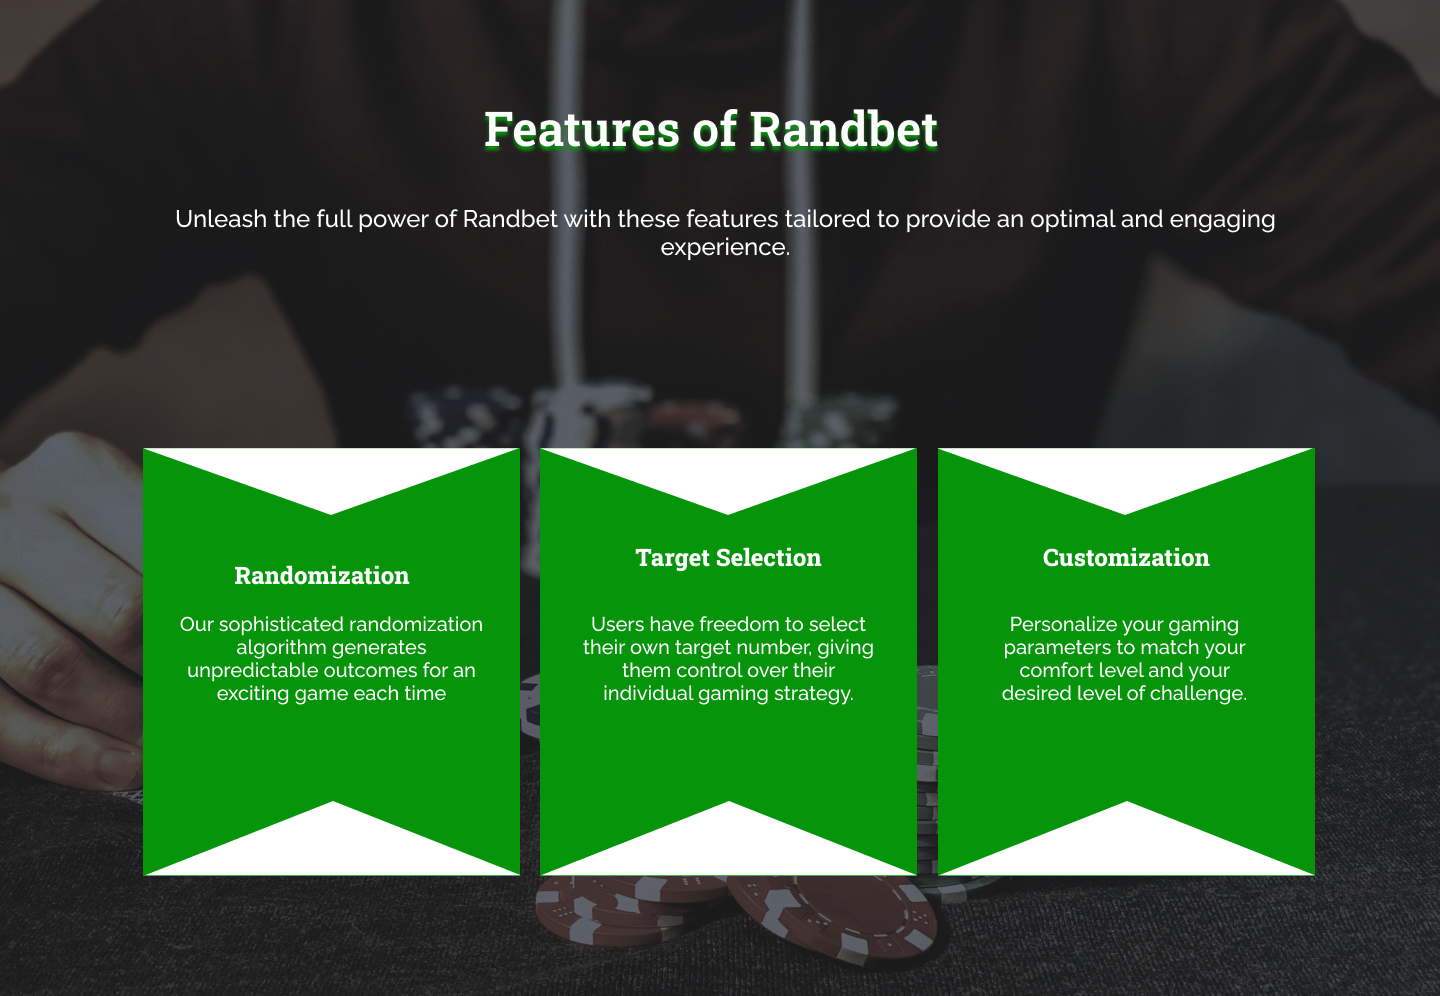 Features of Randbet
Unleash the full power of Randbet with these features tailored to provide an optimal and engaging
experience.
Randomization
Our sophisticated randomization
algorithm generates
unpredictable outcomes for an
exciting game each time
Target Selection
Users have freedom to select
their own target number, giving
them control over their
individual gaming strategy.
Customization
Personalize your gaming
parameters to match your
comfort level and your
desired level of challenge.